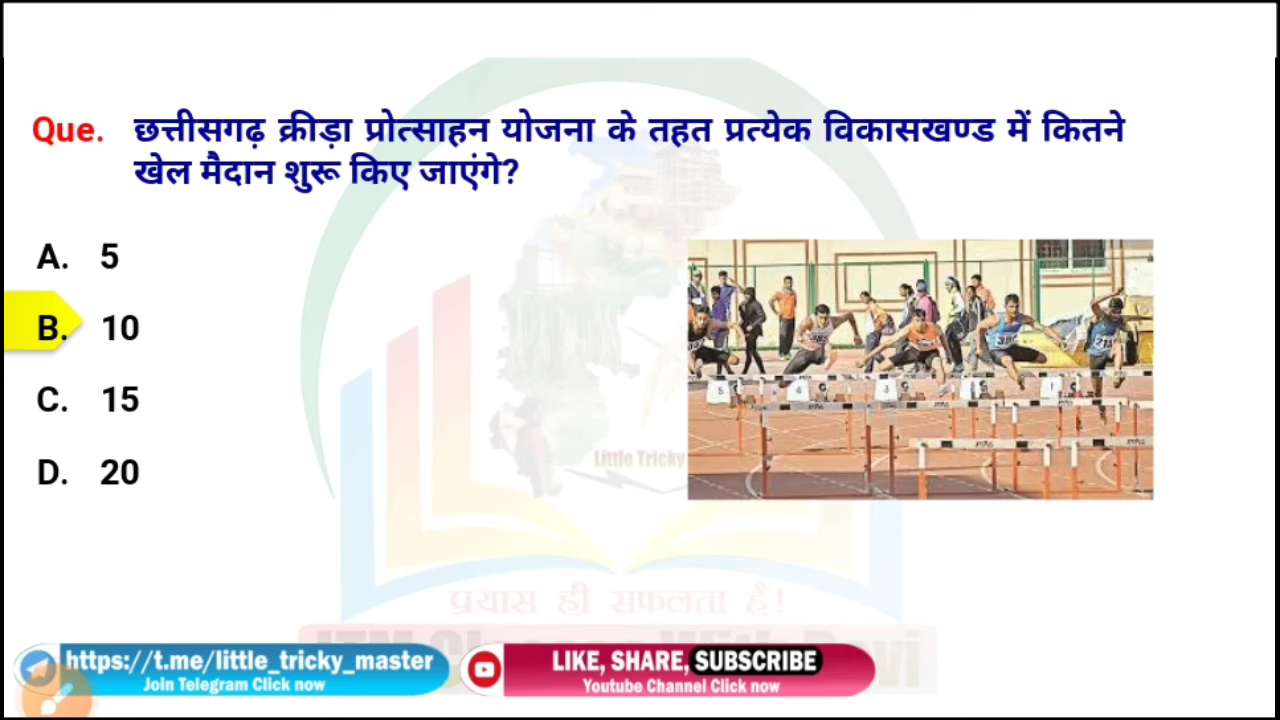 Que. छत्तीसगढ़ क्रीड़ा प्रोत्साहन योजना के तहत प्रत्येक विकासखण्ड में कितने
खेल मैदान शुरू किए जाएंगे?
A. 5
B. 10
C. 15
D. 20
Little Tricky
प्रयास ही सफलता है!
https://t.me/little_tricky_master
Join Telegram Click now
LIKE, SHARE, SUBSCRIBE
Youtube Channel Click now